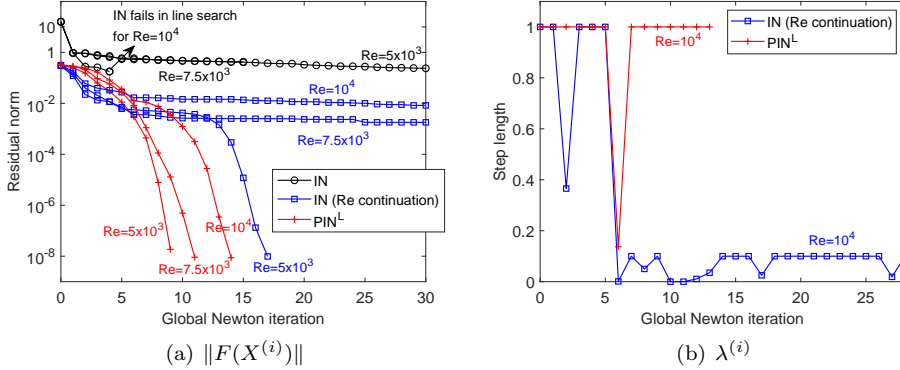 10
1
10^-2
10^-4
10^-6
10^-8
Residual norm
IN fails in line search
for Re=10^4
Re=5x10^3
Re=7.5x10^3
Re=10^4
Re=7.5x10^3
IN
IN (Re continuation)
PIN^L
Re=5x10^3
Re=10^4
Re=7.5x10^3
Re=5x10^3
0 5 10 15 20 25 30
Global Newton iteration
(a) ‖F(X^(i))‖
1
0.8
0.6
0.4
0.2
0
Step length
IN (Re continuation)
PIN^L
Re=10^4
Re=10^4
0 5 10 15 20 25
Global Newton iteration
(b) λ^(i)